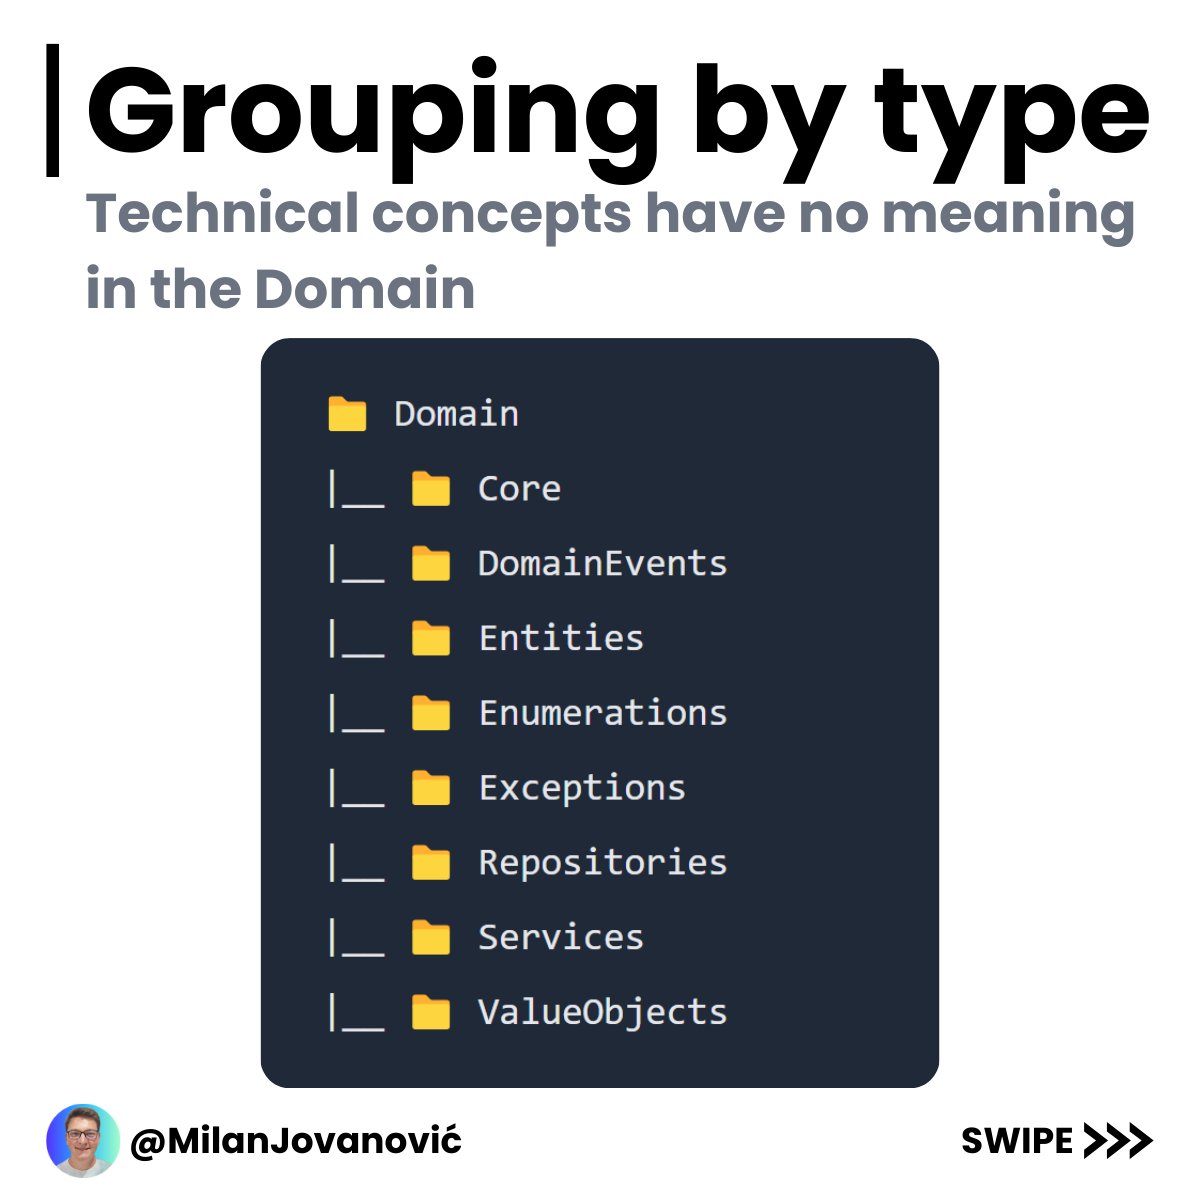 Grouping by type
Technical concepts have no meaning
in the Domain
Domain
|__ Core
|__ DomainEvents
|__ Entities
|__ Enumerations
|__ Exceptions
|__ Repositories
|__ Services
|__ ValueObjects
@MilanJovanović
SWIPE